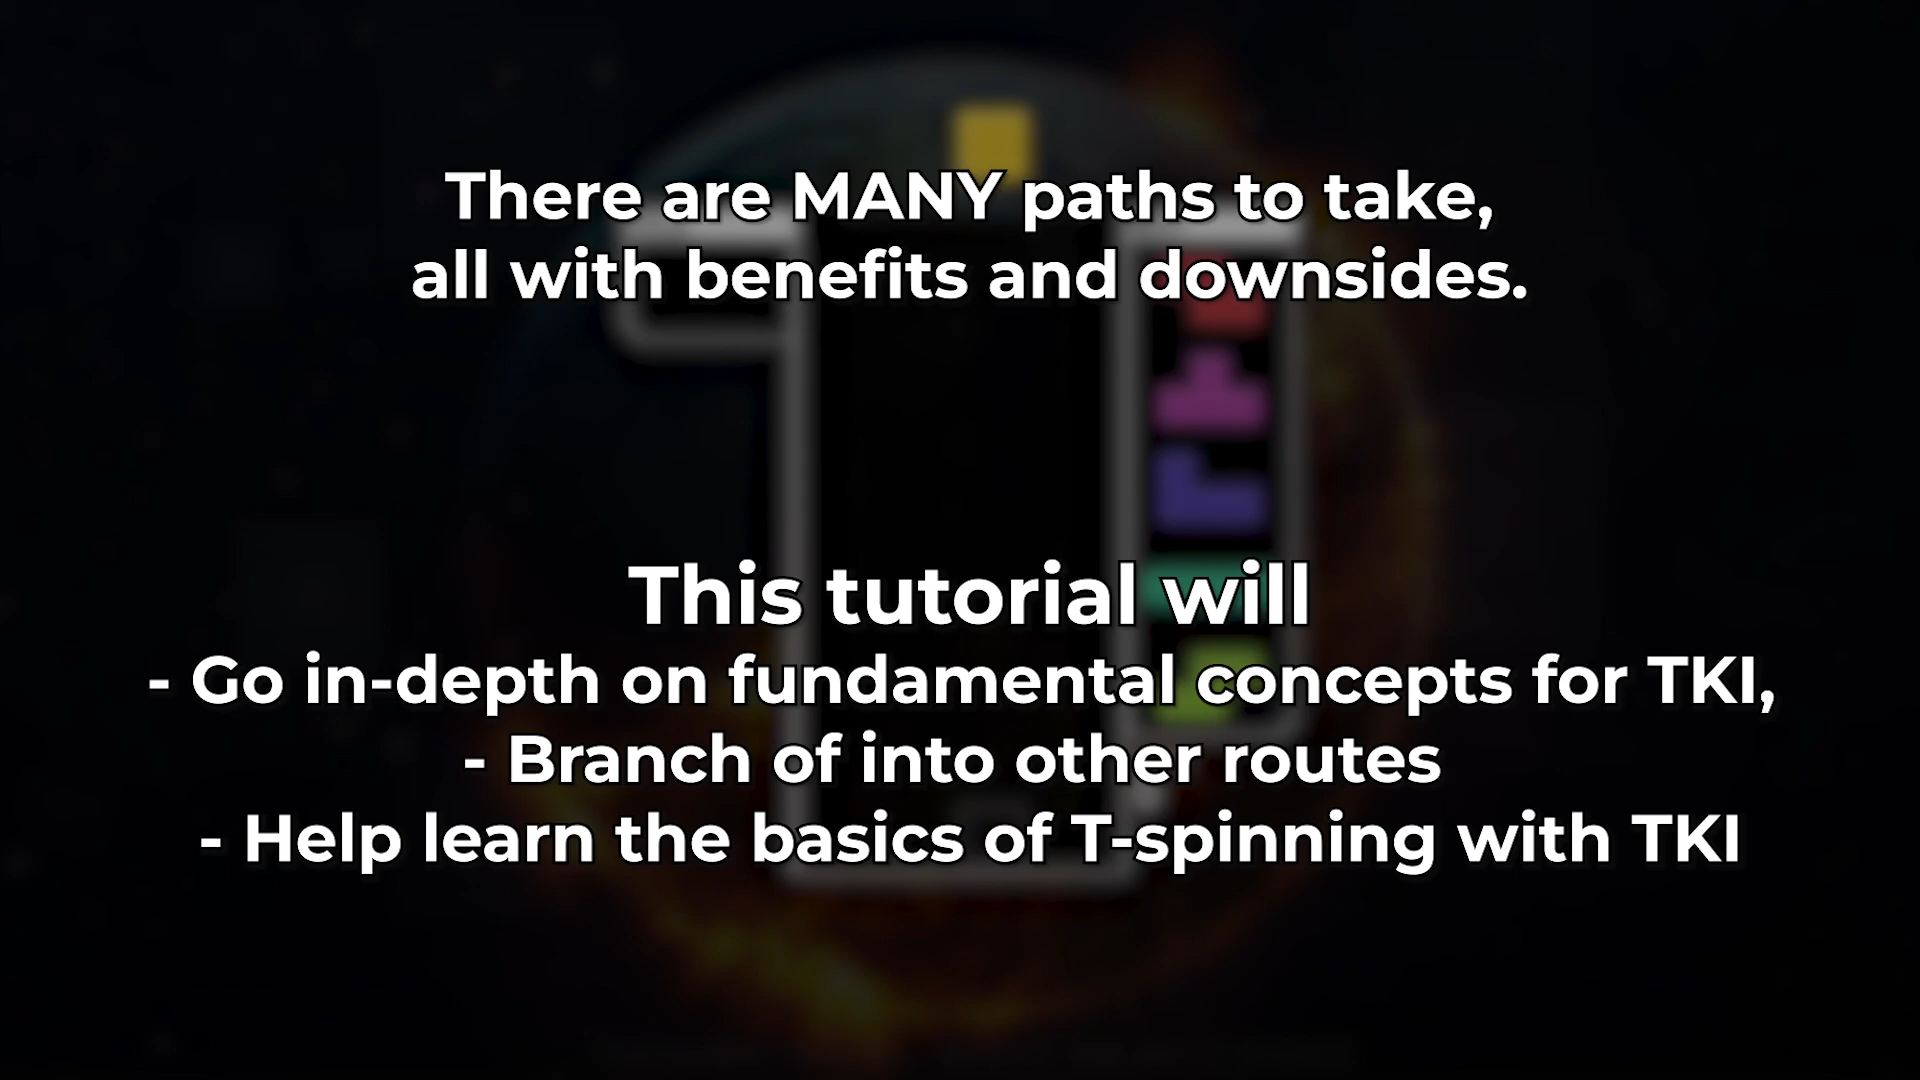 There are MANY paths to take,
all with benefits and downsides.
This tutorial will
- Go in-depth on fundamental concepts for TKI,
- Branch of into other routes
- Help learn the basics of T-spinning with TKI